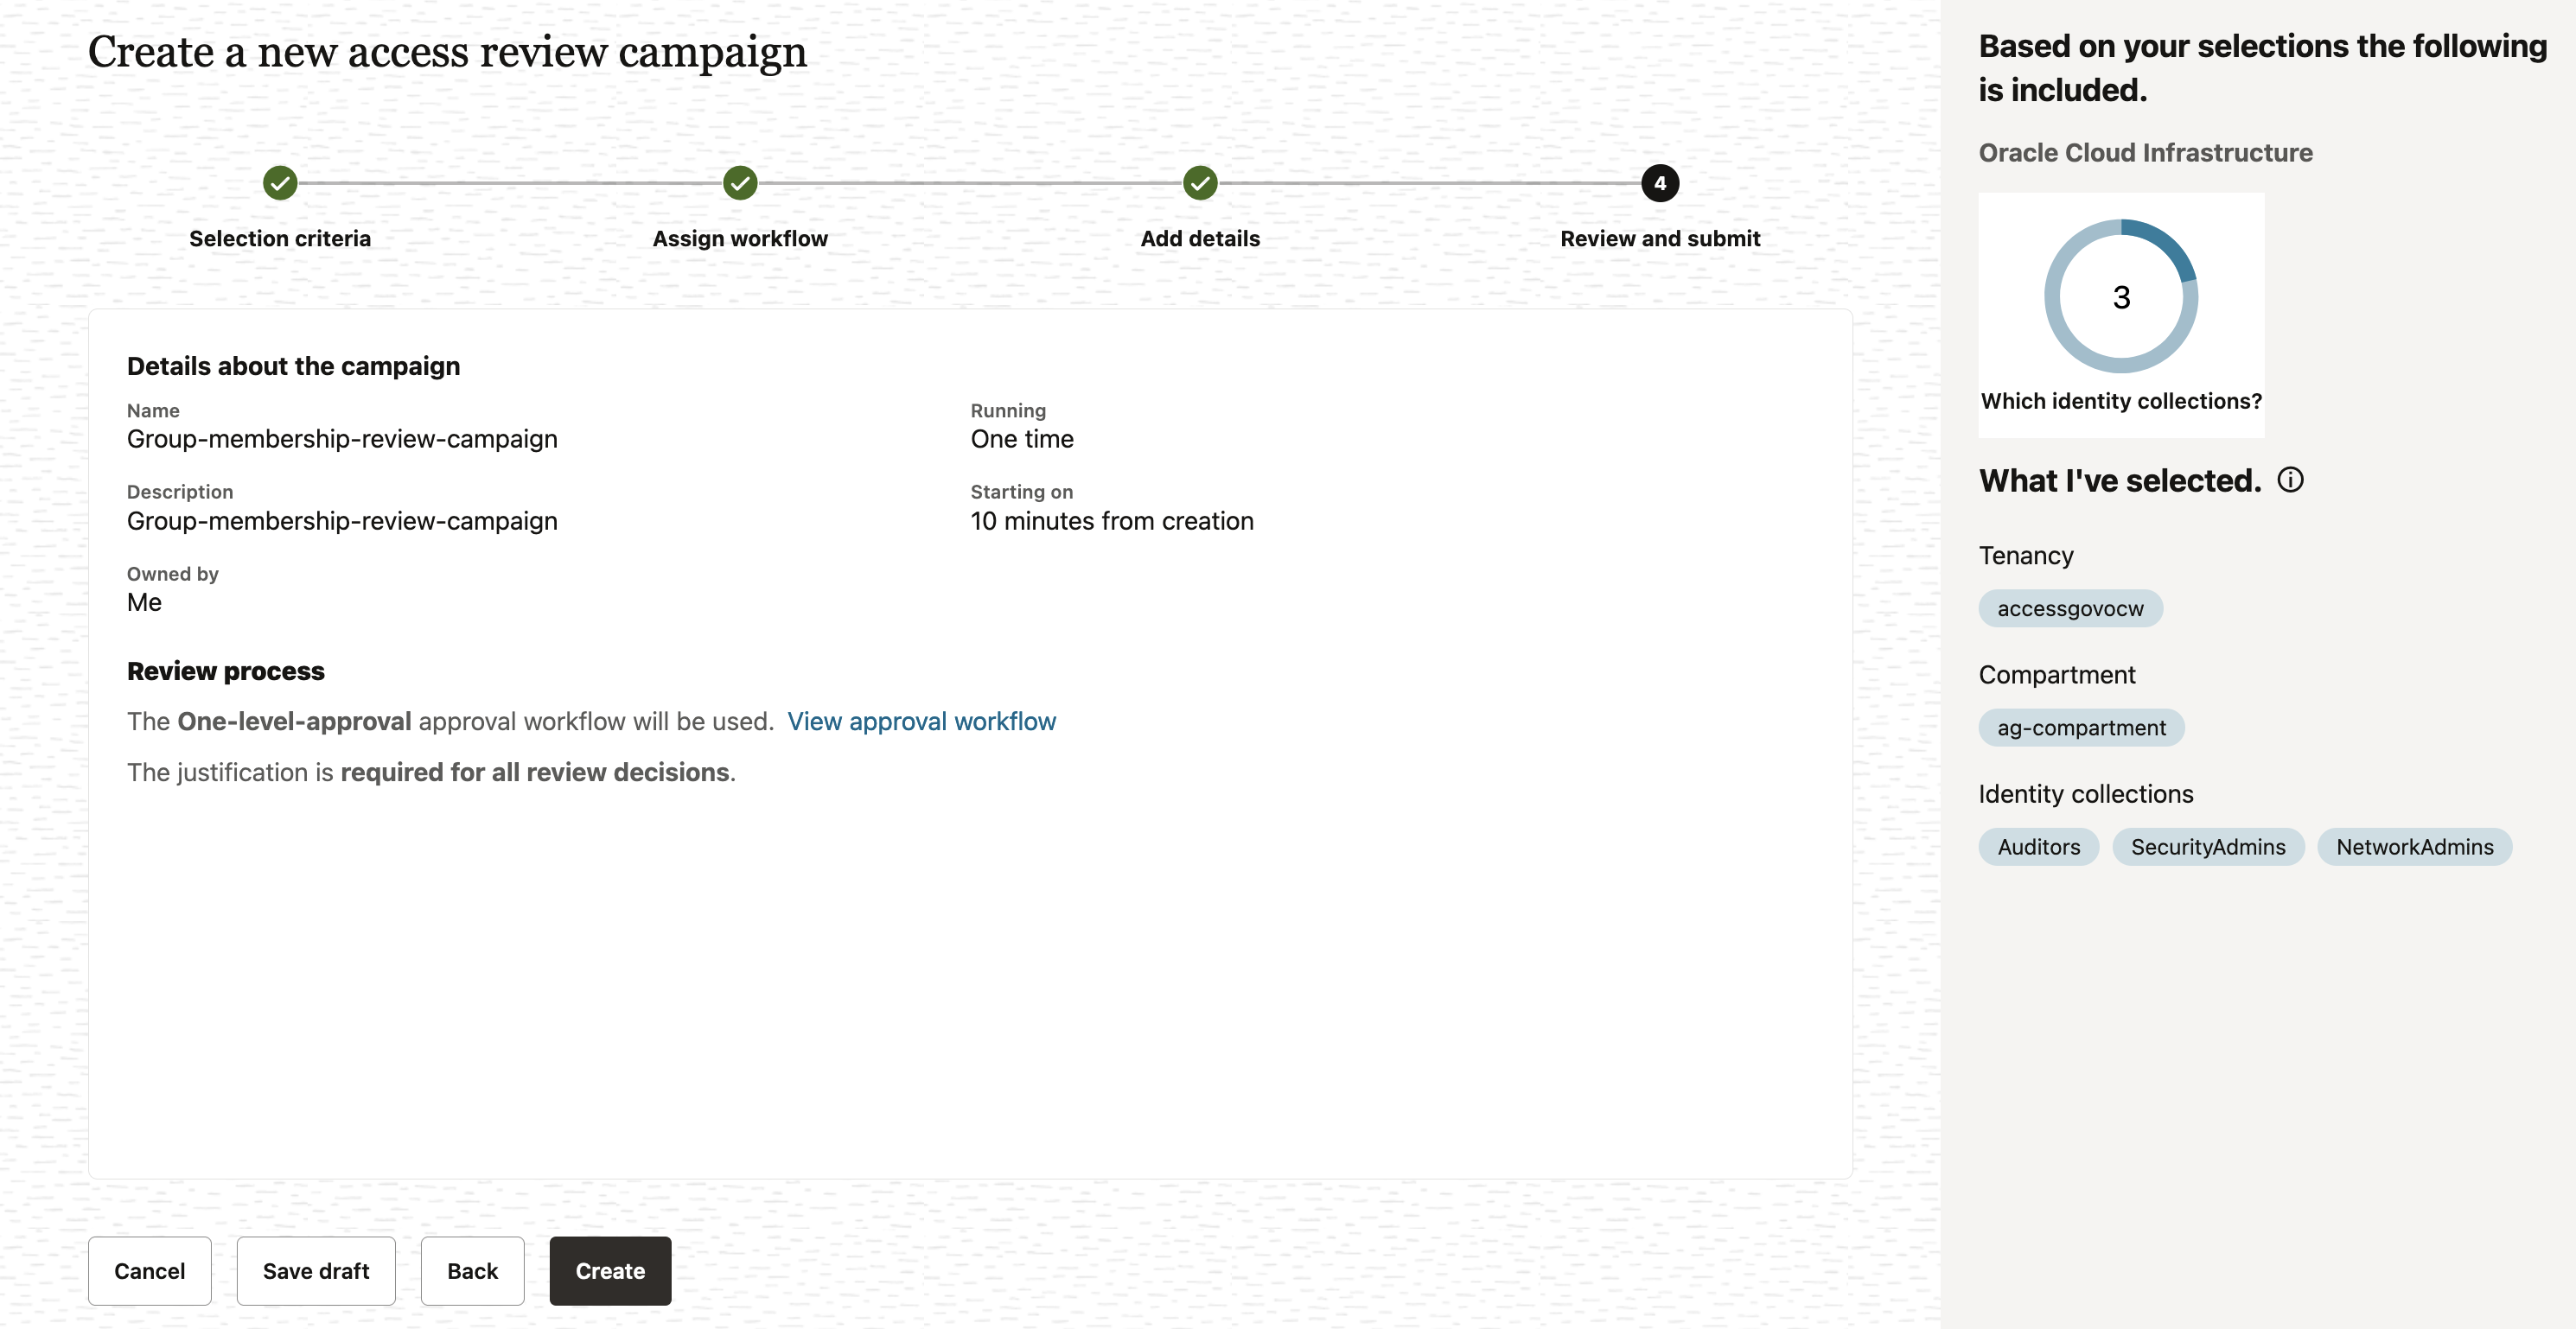 Create a new access review campaign
Selection criteria
Assign workflow
Add details
4
Review and submit
Details about the campaign
Name
Group-membership-review-campaign
Running
One time
Description
Group-membership-review-campaign
Starting on
10 minutes from creation
Owned by
Me
Review process
The One-level-approval approval workflow will be used. View approval workflow
The justification is required for all review decisions.
Cancel
Save draft
Back
Create
Based on your selections the following
is included.
Oracle Cloud Infrastructure
3
Which identity collections?
What I've selected.
Tenancy
accessgovocw
Compartment
ag-compartment
Identity collections
Auditors
SecurityAdmins
NetworkAdmins